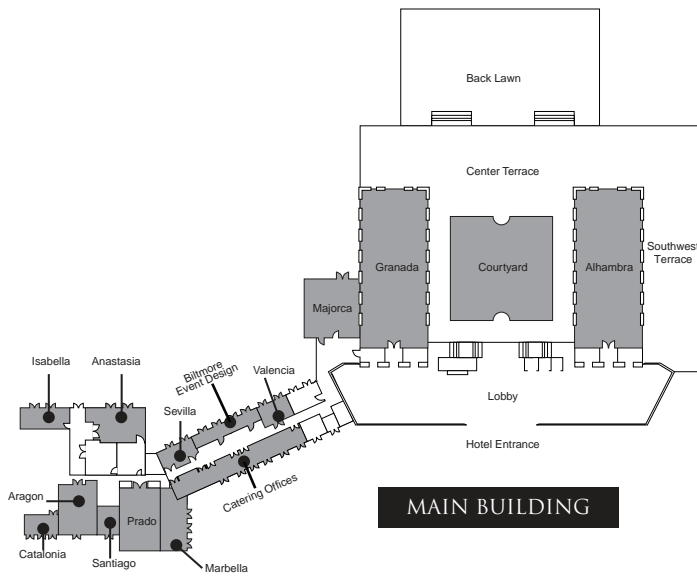 Back Lawn
Center Terrace
Southwest
Terrace
Granada
Courtyard
Alhambra
Majorca
Isabella
Anastasia
Biltmore
Event Design
Valencia
Sevilla
Lobby
Hotel Entrance
Catering Offices
MAIN BUILDING
Aragon
Prado
Catalonia
Santiago
Marbella